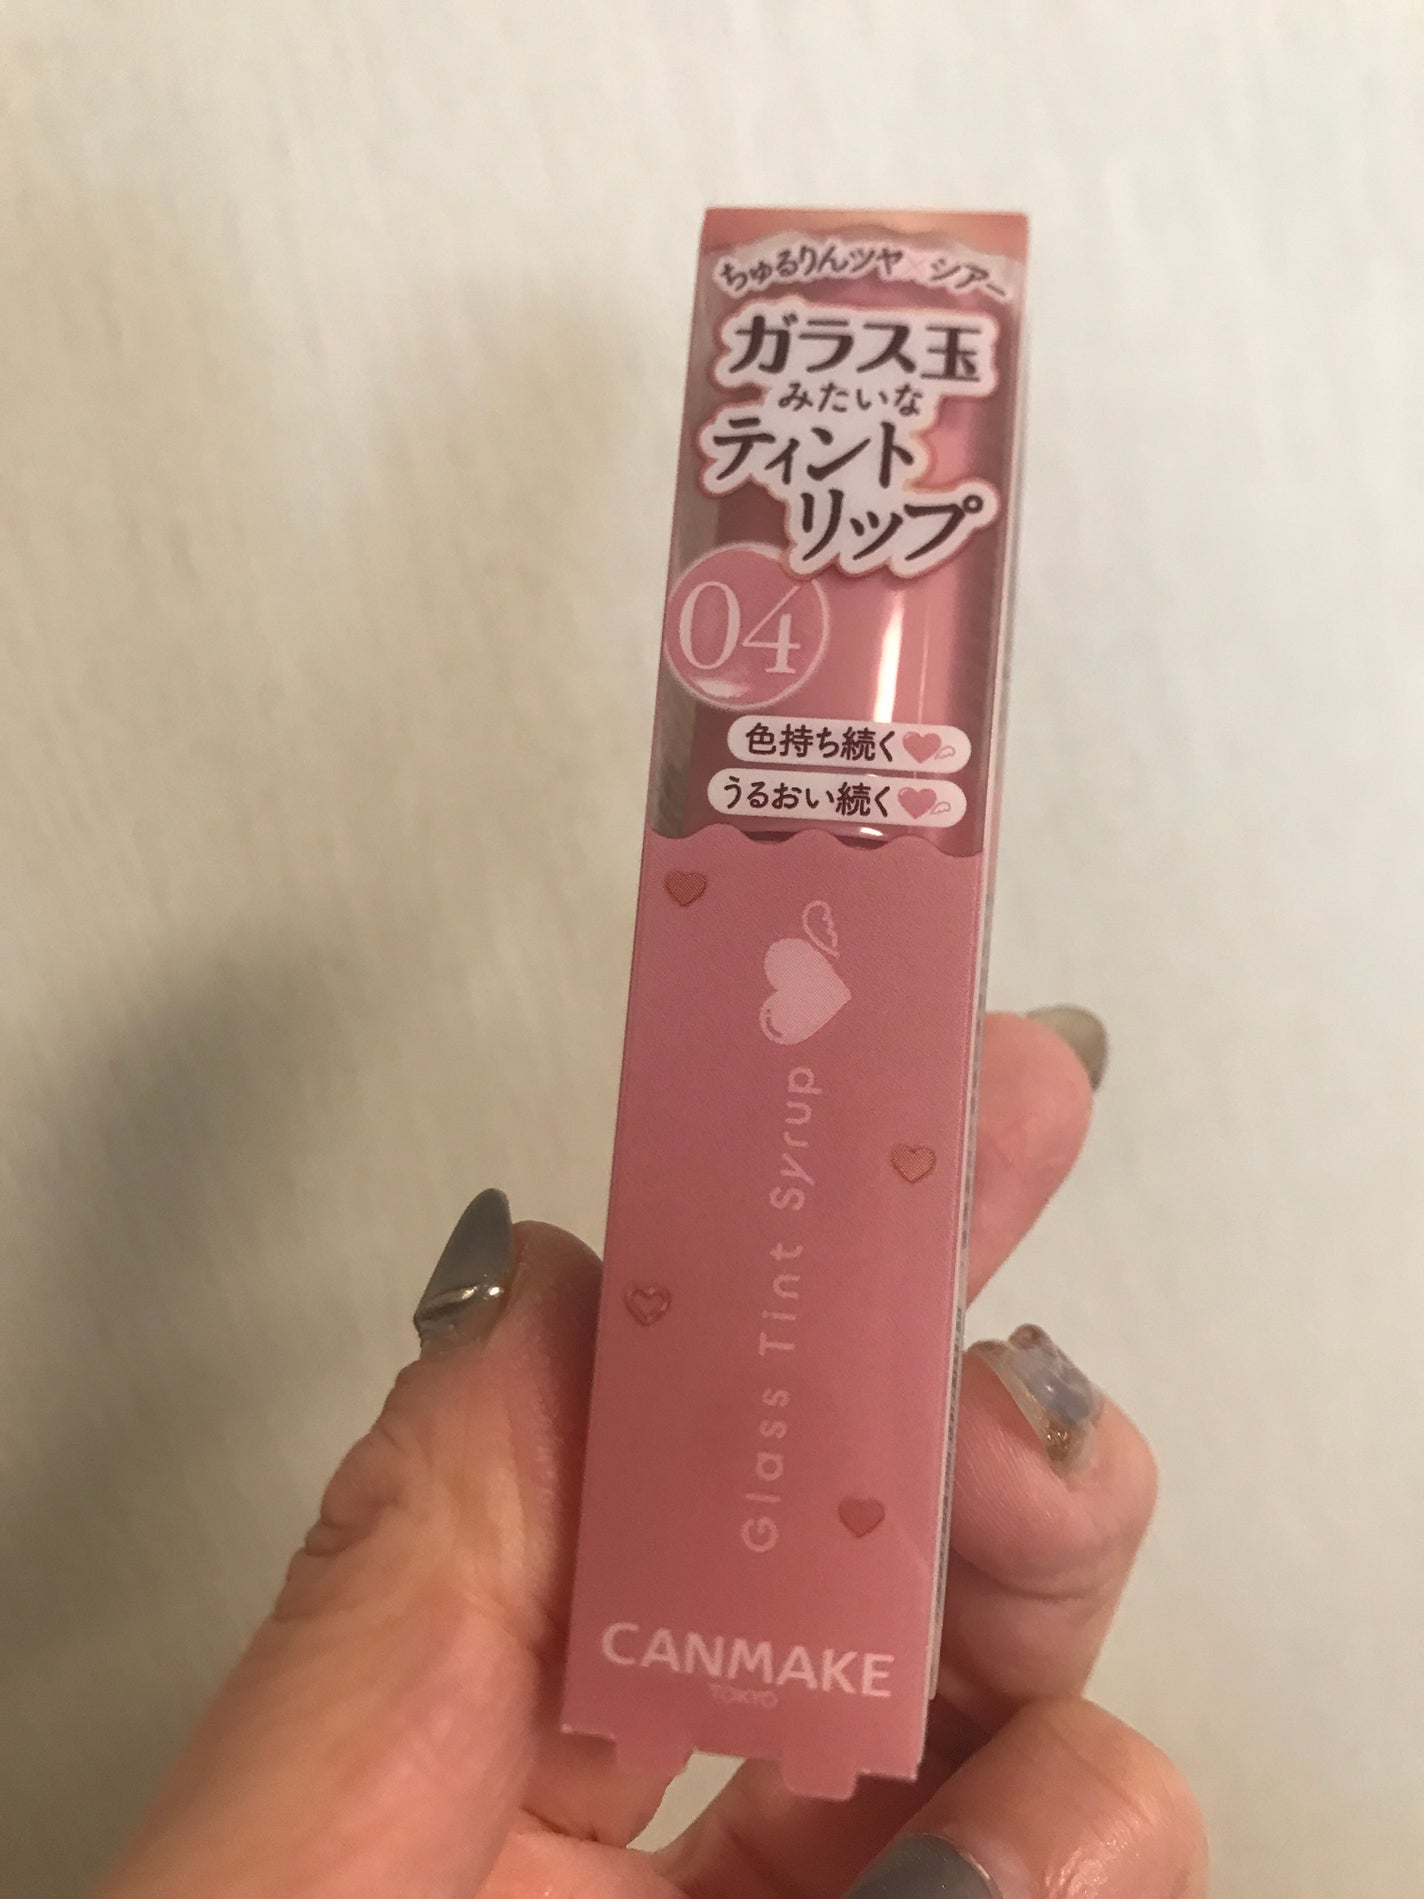 ちゅるりんツヤ×シアー
ガラス玉
みたいな
ティント
リップ
04
色持ち続く
うるおい続く
Glass Tint Syrup
CANMAKE
TOKYO